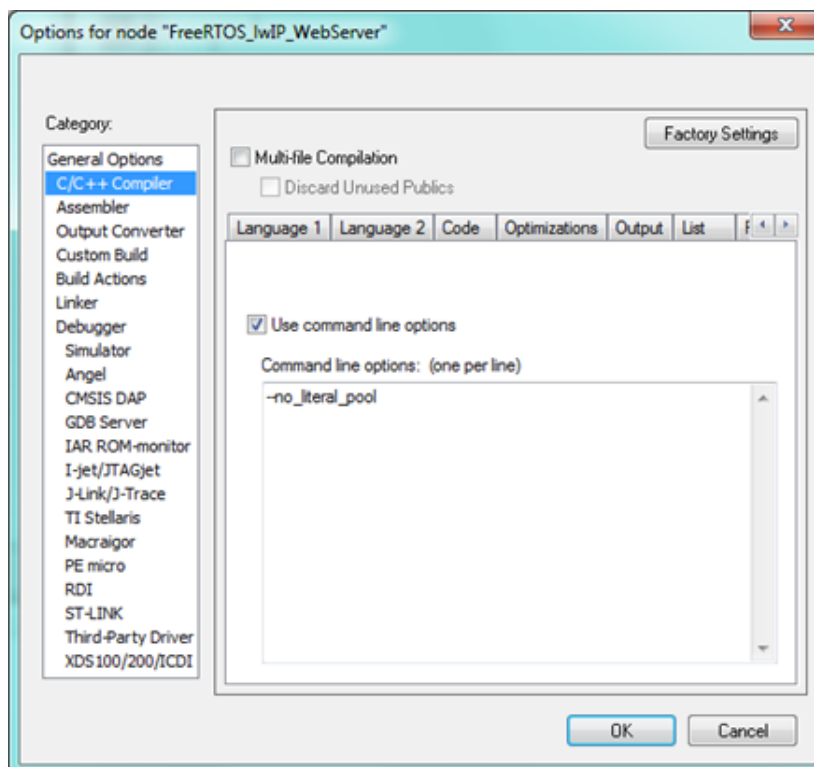 Options for node "FreeRTOS_lwIP_WebServer"
Category:
Factory Settings
General Options
C/C++ Compiler
Assembler
Output Converter
Custom Build
Build Actions
Linker
Debugger
Simulator
Angel
CMSIS DAP
GDB Server
IAR ROM-monitor
I-jet/JTAGjet
J-Link/J-Trace
TI Stellaris
Macraigor
PE micro
RDI
ST-LINK
Third-Party Driver
XDS100/200/ICDI
Multi-file Compilation
Discard Unused Publics
Language 1 Language 2 Code Optimizations Output List
Use command line options
Command line options: (one per line)
--no_literal_pool
OK Cancel